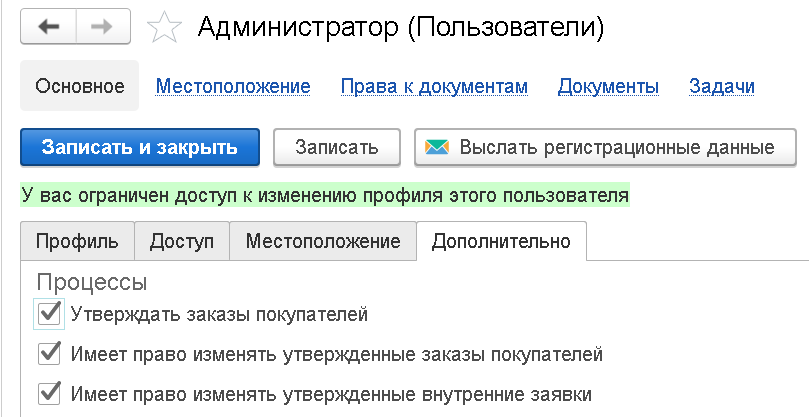 Администратор (Пользователи)
Основное Местоположение Права к документам Документы Задачи
Записать и закрыть Записать Выслать регистрационные данные
У вас ограничен доступ к изменению профиля этого пользователя
Профиль Доступ Местоположение Дополнительно
Процессы
Утверждать заказы покупателей
Имеет право изменять утвержденные заказы покупателей
Имеет право изменять утвержденные внутренние заявки